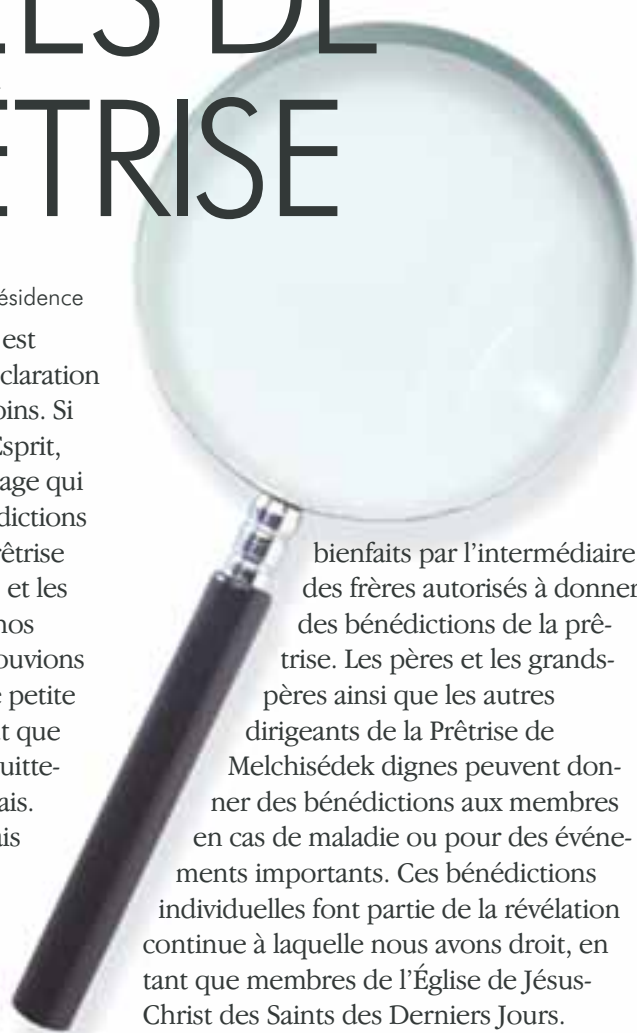 LES DE
ÊTRISE
ésidence
est
claration
oins. Si
Esprit,
age qui
dictions
rêtrise
et les
nos
ouvions
e petite
t que
uitte-
ais.
ais
bienfaits par l’intermédiaire
des frères autorisés à donner
des bénédictions de la prê-
trise. Les pères et les grands-
pères ainsi que les autres
dirigeants de la Prêtrise de
Melchisédek dignes peuvent don-
ner des bénédictions aux membres
en cas de maladie ou pour des événe-
ments importants. Ces bénédictions
individuelles font partie de la révélation
continue à laquelle nous avons droit, en
tant que membres de l’Église de Jésus-
Christ des Saints des Derniers Jours.